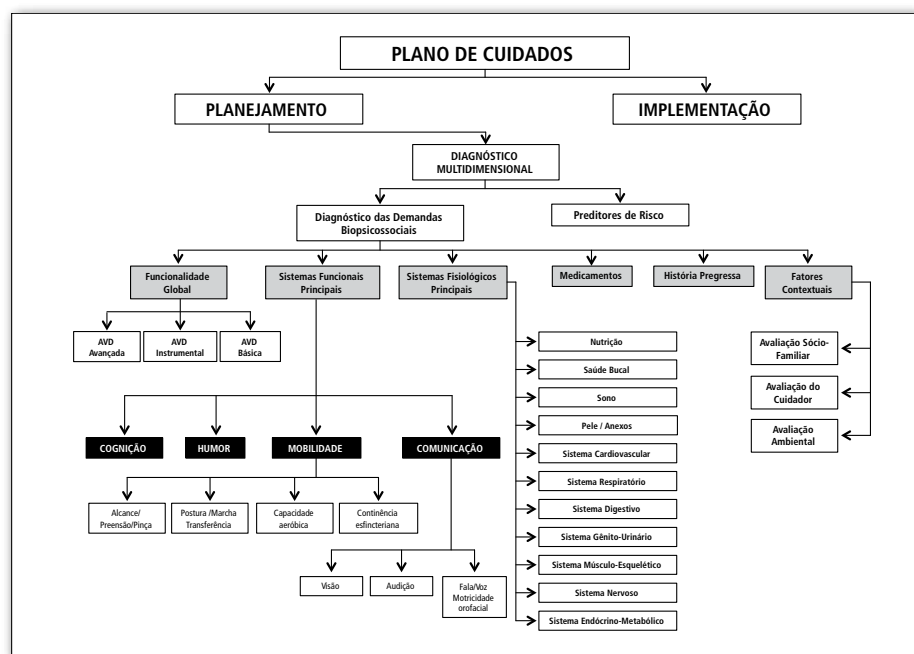 PLANO DE CUIDADOS
PLANEJAMENTO
IMPLEMENTAÇÃO
DIAGNÓSTICO
MULTIDIMENSIONAL
Diagnóstico das Demandas
Biopsicossociais
Preditores de Risco
Funcionalidade
Global
Sistemas Funcionais
Principais
Sistemas Fisiológicos
Principais
Medicamentos
História Pregressa
Fatores
Contextuais
AVD
Avançada
AVD
Instrumental
AVD
Básica
Nutrição
Saúde Bucal
Sono
Pele / Anexos
Sistema Cardiovascular
Sistema Respiratório
Sistema Digestivo
Sistema Gênito-Urinário
Sistema Músculo-Esquelético
Sistema Nervoso
Sistema Endócrino-Metabólico
Avaliação Sócio-
Familiar
Avaliação do
Cuidador
Avaliação
Ambiental
COGNIÇÃO
HUMOR
MOBILIDADE
COMUNICAÇÃO
Alcance/
Preensão/Pinça
Postura /Marcha
Transferência
Capacidade
aeróbica
Continência
esfincteriana
Visão
Audição
Fala/Voz
Motricidade
orofacial